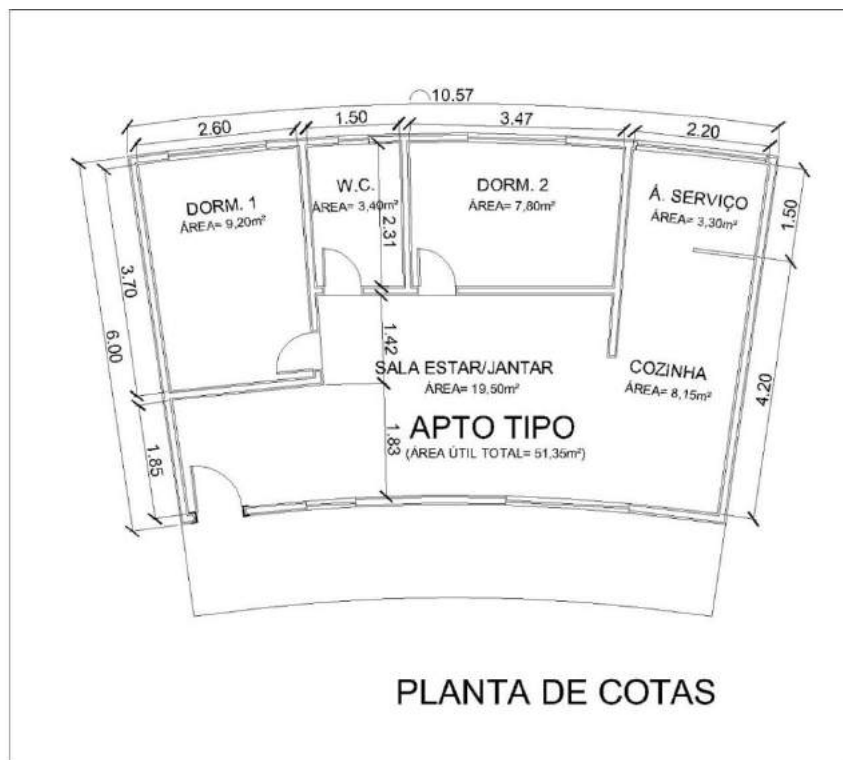 10.57
2.60
1.50
3.47
2.20
DORM. 1
ÁREA= 9,20m²
W.C.
ÁREA= 3,40m²
DORM. 2
ÁREA= 7,80m²
Á. SERVIÇO
ÁREA= 3,30m²
1.50
2.31
3.70
6.00
1.42
SALA ESTAR/JANTAR
ÁREA= 19,50m²
COZINHA
ÁREA= 8,15m²
4.20
APTO TIPO
(ÁREA ÚTIL TOTAL= 51,35m²)
1.83
1.85
PLANTA DE COTAS